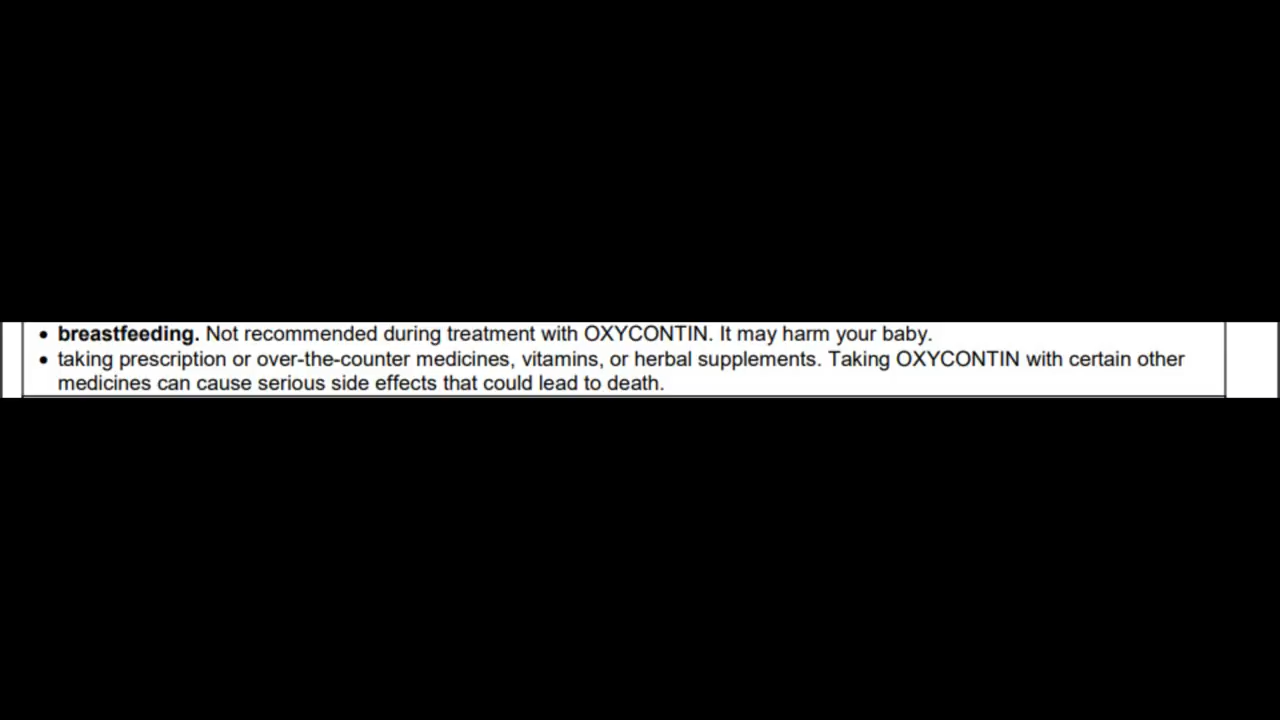 • breastfeeding. Not recommended during treatment with OXYCONTIN. It may harm your baby.
• taking prescription or over-the-counter medicines, vitamins, or herbal supplements. Taking OXYCONTIN with certain other
medicines can cause serious side effects that could lead to death.